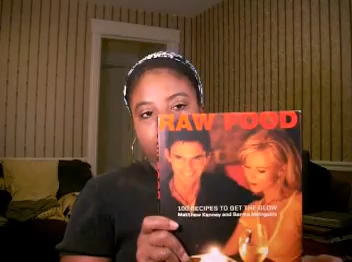 RAW FOOD
100 RECIPES TO GET THE GLOW
Matthew Kenney and Sarma Melngailis